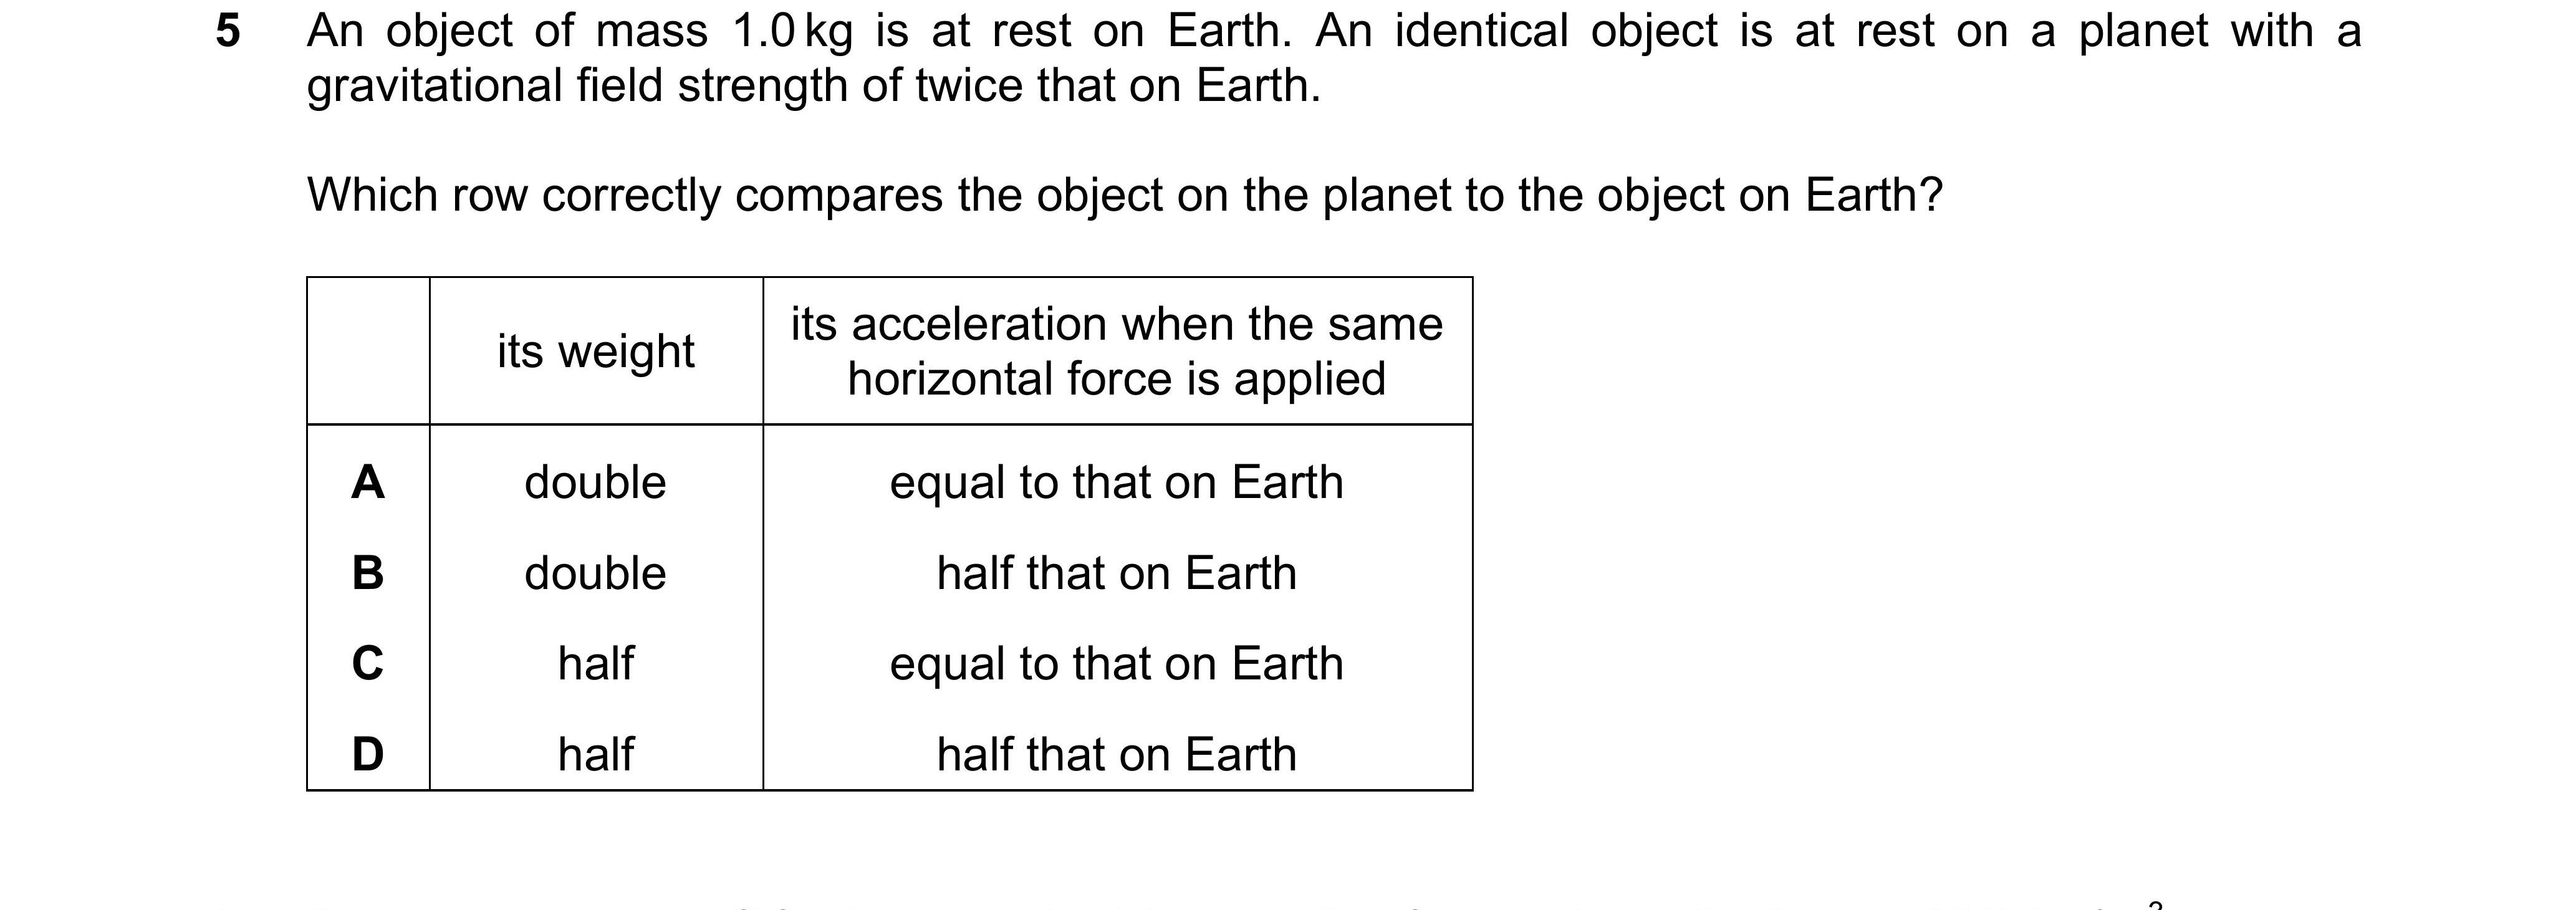 5 An object of mass 1.0 kg is at rest on Earth. An identical object is at rest on a planet with a
gravitational field strength of twice that on Earth.
Which row correctly compares the object on the planet to the object on Earth?
its weight
its acceleration when the same
horizontal force is applied
A double equal to that on Earth
B double half that on Earth
C half equal to that on Earth
D half half that on Earth